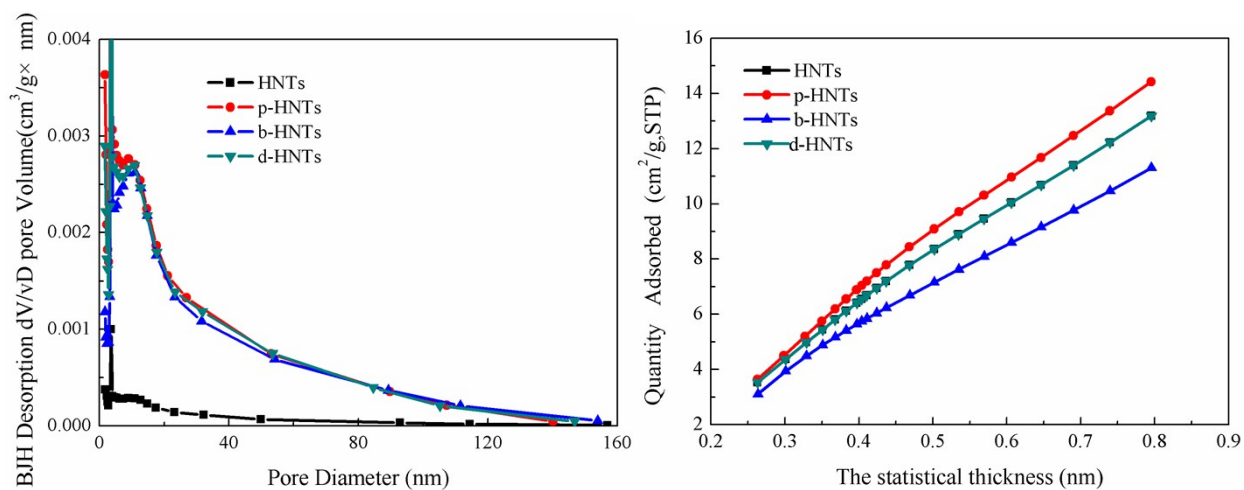 BJH Desorption dV/vD pore Volume(cm³/g× nm)
0.004
0.003
0.002
0.001
0.000
HNTs
p-HNTs
b-HNTs
d-HNTs
0 40 80 120 160
Pore Diameter (nm)
Quantity Adsorbed (cm²/g,STP)
16
14
12
10
8
6
4
2
HNTs
p-HNTs
b-HNTs
d-HNTs
0.2 0.3 0.4 0.5 0.6 0.7 0.8 0.9
The statistical thickness (nm)